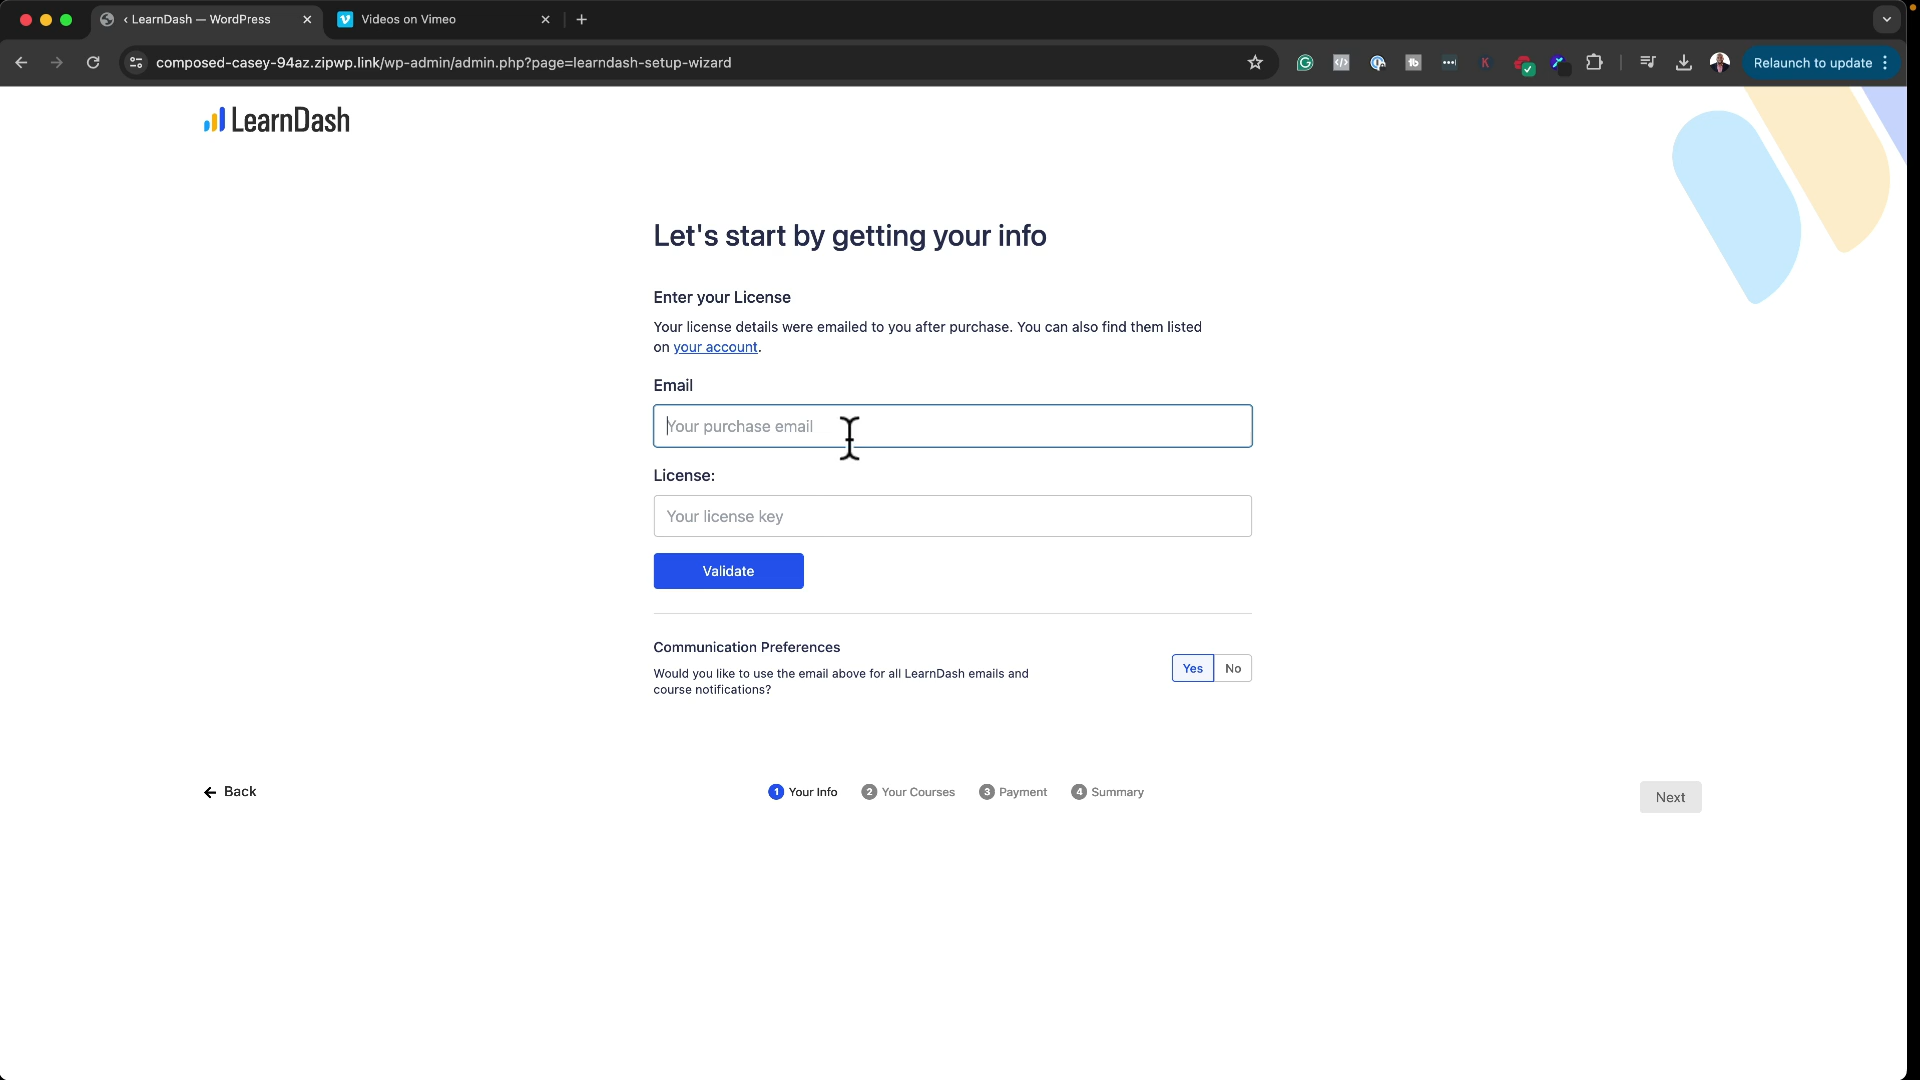 ‹ LearnDash — WordPress
Videos on Vimeo
composed-casey-94az.zipwp.link/wp-admin/admin.php?page=learndash-setup-wizard
Relaunch to update
LearnDash
Let's start by getting your info
Enter your License
Your license details were emailed to you after purchase. You can also find them listed
on your account.
Email
Your purchase email
License:
Your license key
Validate
Communication Preferences
Would you like to use the email above for all LearnDash emails and
course notifications?
Yes No
← Back
1 Your Info 2 Your Courses 3 Payment 4 Summary
Next